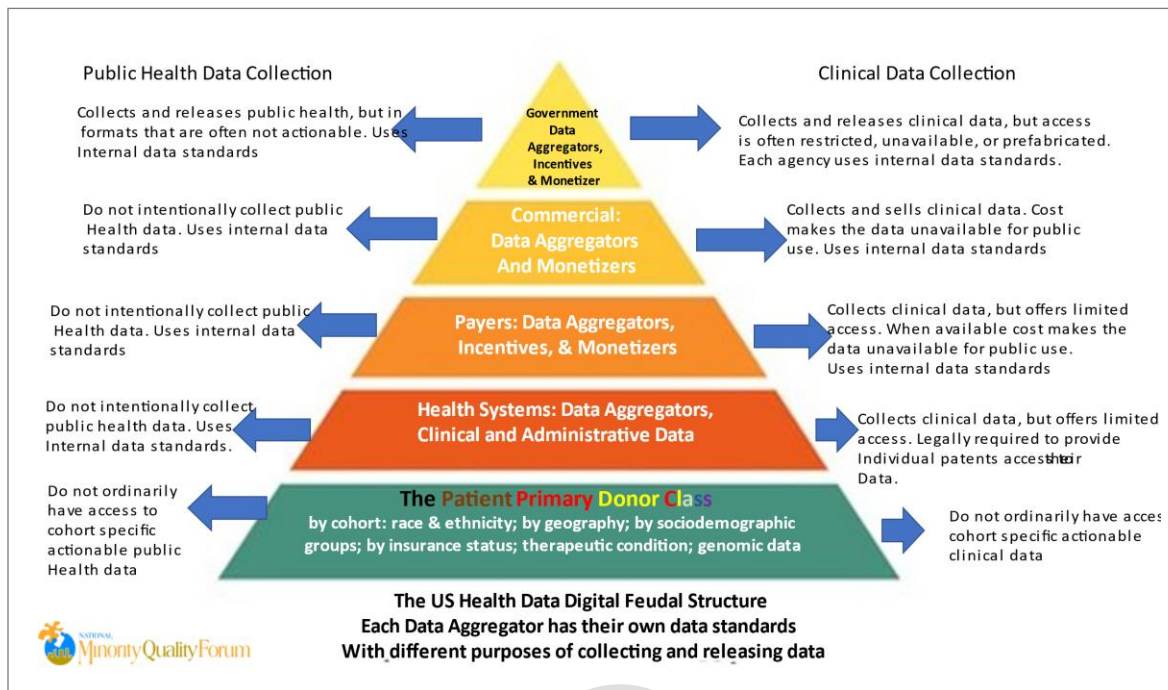 Public Health Data Collection
Clinical Data Collection
Collects and releases public health, but in
formats that are often not actionable. Uses
Internal data standards
Government
Data
Aggregators,
Incentives
& Monetizer
Collects and releases clinical data, but access
is often restricted, unavailable, or prefabricated.
Each agency uses internal data standards.
Do not intentionally collect public
Health data. Uses internal data
standards
Commercial:
Data Aggregators
And Monetizers
Collects and sells clinical data. Cost
makes the data unavailable for public
use. Uses internal data standards
Do not intentionally collect public
Health data. Uses internal data
standards
Payers: Data Aggregators,
Incentives, & Monetizers
Collects clinical data, but offers limited
access. When available cost makes the
data unavailable for public use.
Uses internal data standards
Do not intentionally collect
public health data. Uses
Internal data standards.
Health Systems: Data Aggregators,
Clinical and Administrative Data
Collects clinical data, but offers limited
access. Legally required to provide
Individual patents access
Data.
Do not ordinarily
have access to
cohort specific
actionable public
Health data
The Patient Primary Donor Class
by cohort: race & ethnicity; by geography; by sociodemographic
groups; by insurance status; therapeutic condition; genomic data
Do not ordinarily have acces
cohort specific actionable
clinical data
The US Health Data Digital Feudal Structure
Each Data Aggregator has their own data standards
With different purposes of collecting and releasing data
NATIONAL
Minority Quality Forum